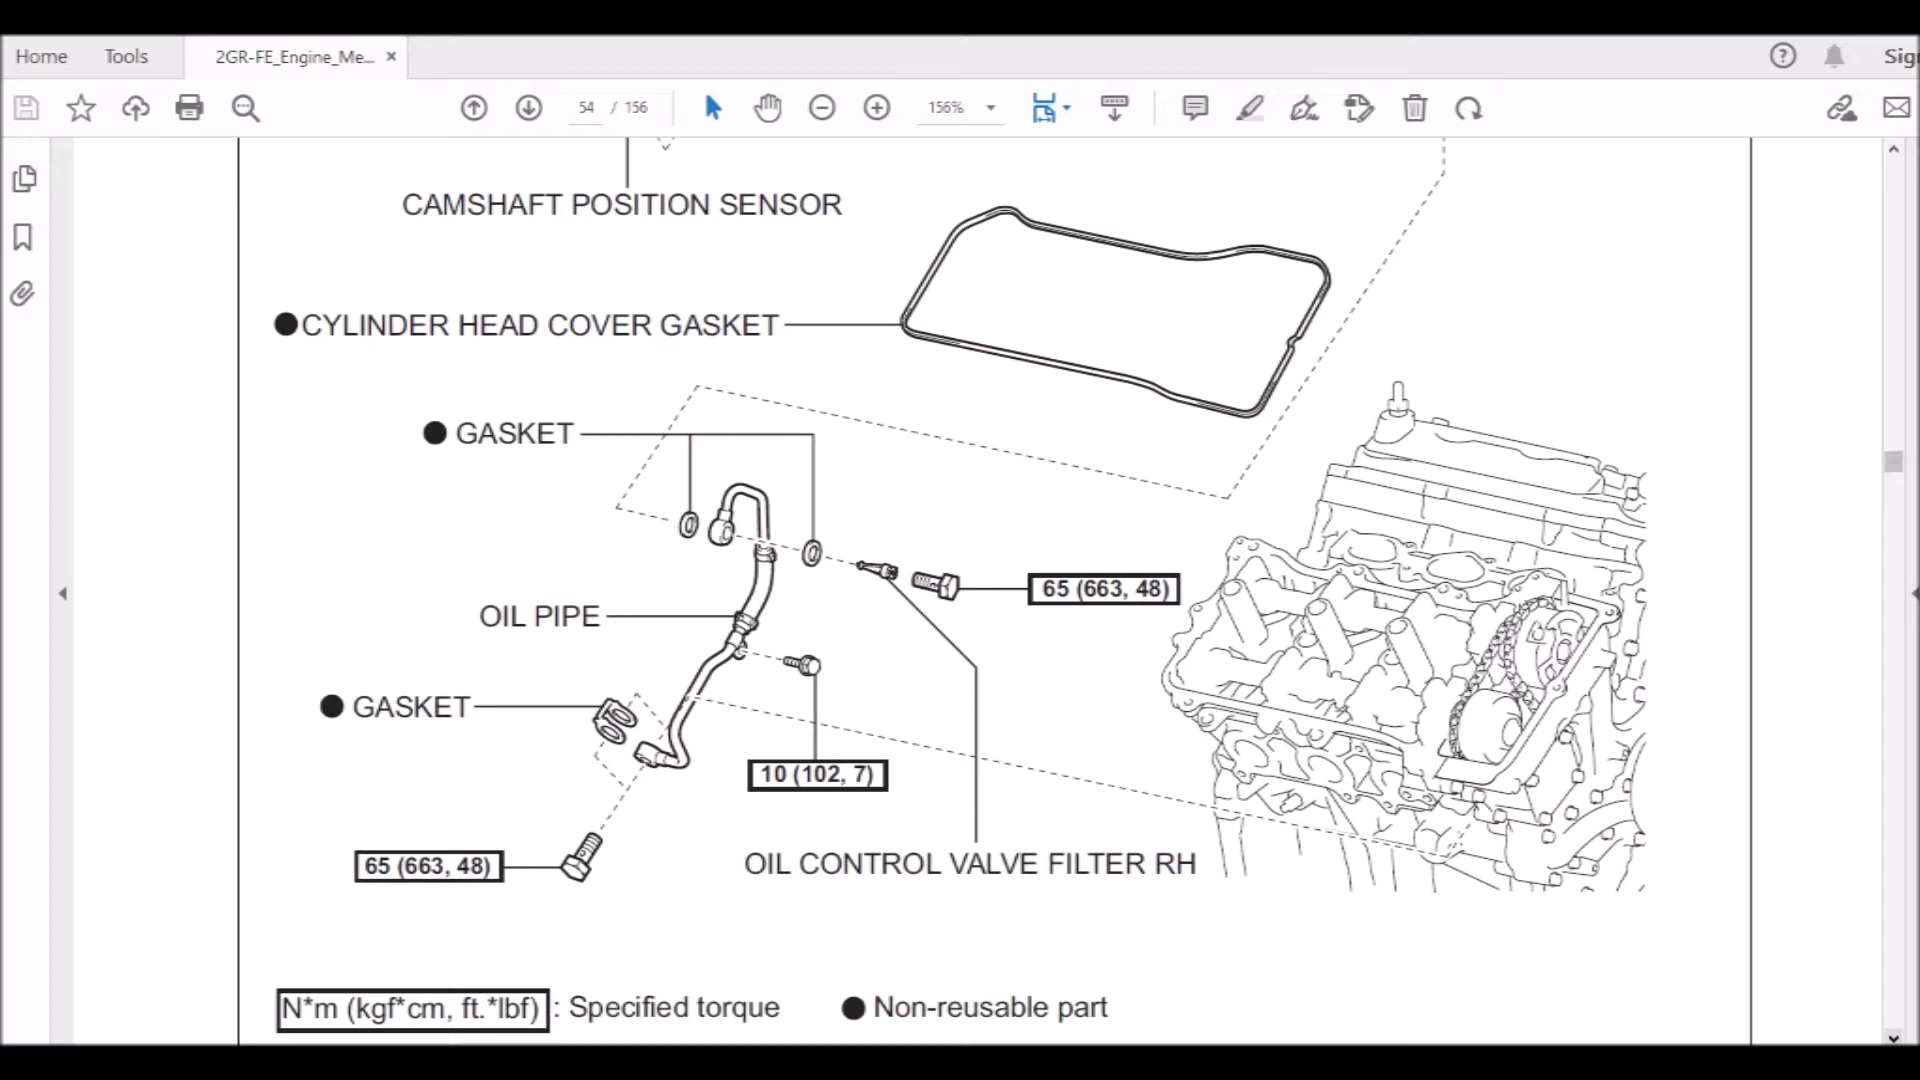 Home Tools 2GR-FE_Engine_Me... ×
? Sig
54 / 156 156%
CAMSHAFT POSITION SENSOR
●CYLINDER HEAD COVER GASKET
● GASKET
65 (663, 48)
OIL PIPE
● GASKET
10 (102, 7)
65 (663, 48)
OIL CONTROL VALVE FILTER RH
N*m (kgf*cm, ft.*lbf) : Specified torque ● Non-reusable part